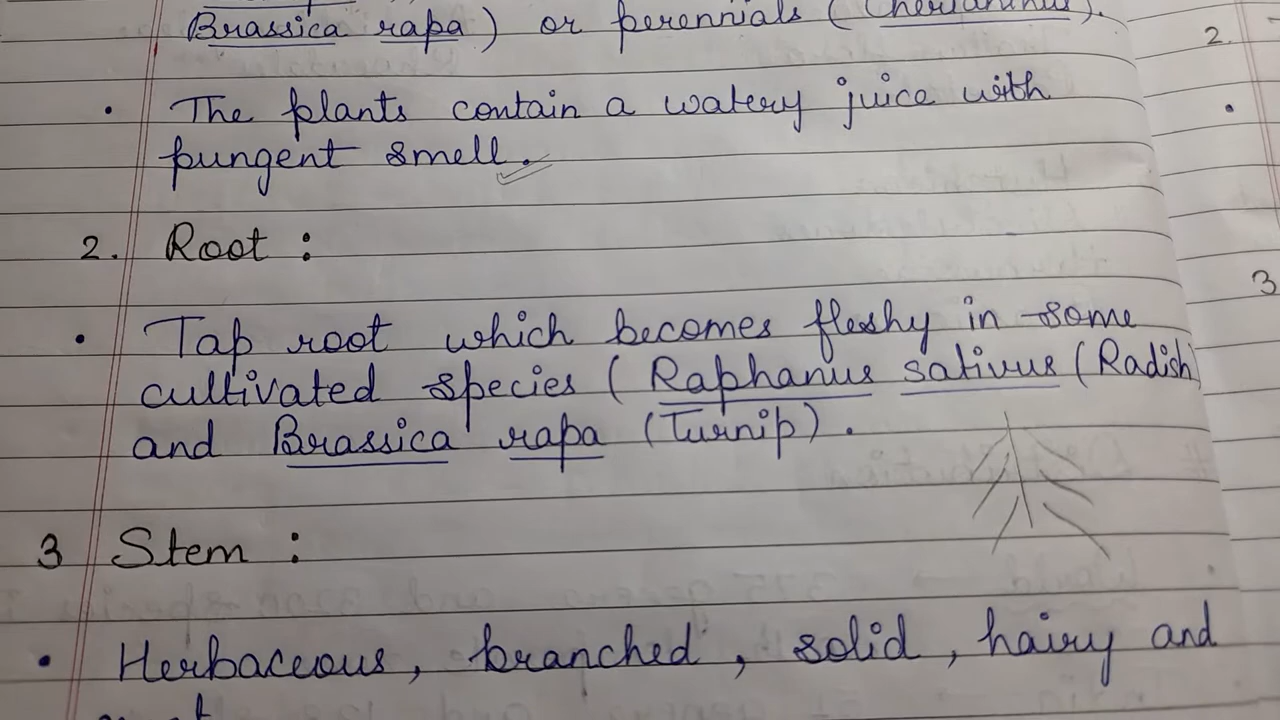 Brassica rapa) or perennials (Cheiranthus).
• The plants contain a watery juice with
pungent smell.
2. Root :
• Tap root which becomes fleshy in some
cultivated species (Raphanus sativus (Radish)
and Brassica rapa (Turnip).
3 Stem :
• Herbaceous, branched, solid, hairy and
2.
•
3